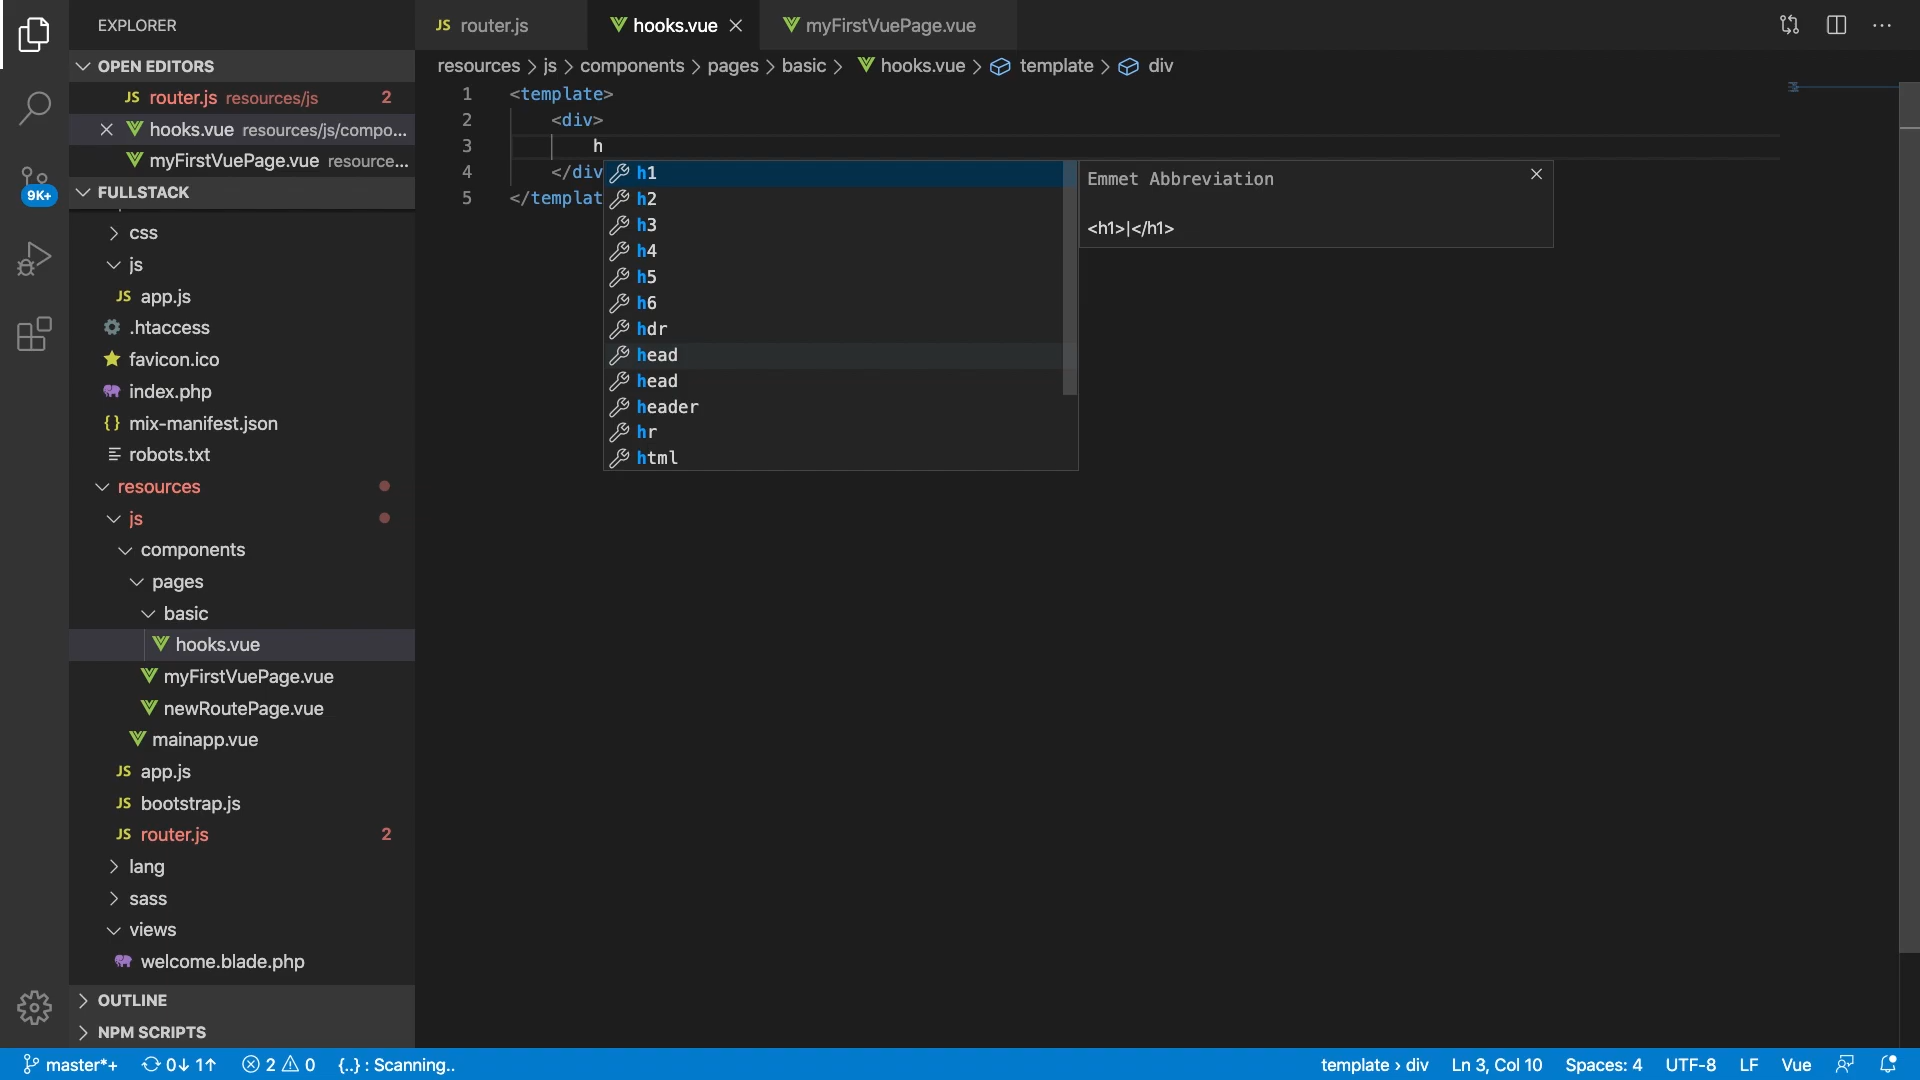 EXPLORER
OPEN EDITORS
JS router.js resources/js 2
hooks.vue resources/js/compo...
myFirstVuePage.vue resource...
FULLSTACK
css
js
JS app.js
.htaccess
favicon.ico
index.php
{} mix-manifest.json
robots.txt
resources
js
components
pages
basic
hooks.vue
myFirstVuePage.vue
newRoutePage.vue
mainapp.vue
JS app.js
JS bootstrap.js
JS router.js 2
lang
sass
views
welcome.blade.php
OUTLINE
NPM SCRIPTS
9K+
JS router.js
hooks.vue
myFirstVuePage.vue
resources > js > components > pages > basic > hooks.vue > template > div
1 <template>
2 <div>
3 h
4 </div
5 </templat
h1
h2
h3
h4
h5
h6
hdr
head
head
header
hr
html
Emmet Abbreviation
<h1>|</h1>
master*+ 0↓ 1↑ 2 0 {..} : Scanning.. template › div Ln 3, Col 10 Spaces: 4 UTF-8 LF Vue